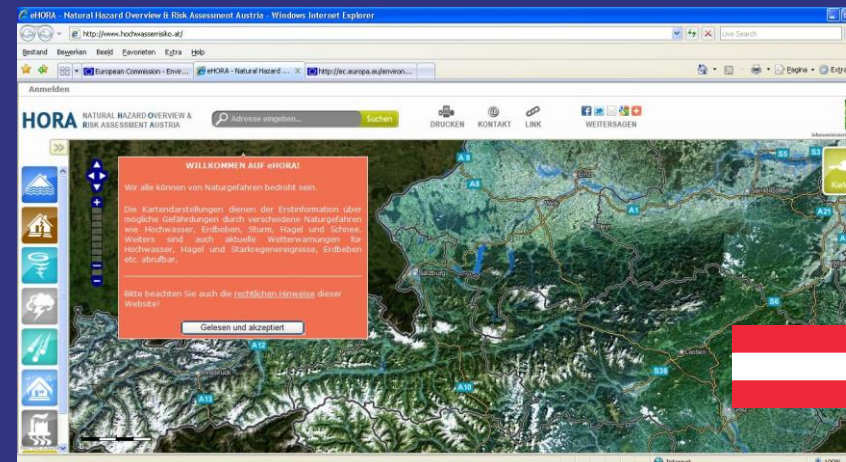 eHORA - Natural Hazard Overview & Risk Assessment Austria - Windows Internet Explorer
http://www.hochwasserrisiko.at/
Live Search
Bestand Bewerken Beeld Favorieten Extra Help
European Commission - Envir...
eHORA - Natural Hazard ...
http://ec.europa.eu/environ...
Pagina
Extra
Anmelden
HORA
NATURAL HAZARD OVERVIEW &
RISK ASSESSMENT AUSTRIA
Adresse eingeben...
Suchen
DRUCKEN
KONTAKT
LINK
WEITERSAGEN
WILLKOMMEN AUF eHORA!
Wir alle können von Naturgefahren bedroht sein.
Die Kartendarstellungen dienen der Erstinformation über
mögliche Gefährdungen durch verschiedene Naturgefahren
wie Hochwasser, Erdbeben, Sturm, Hagel und Schnee.
Weiters sind auch aktuelle Wetterwarnungen für
Hochwasser, Hagel und Starkregenereignisse, Erdbeben
etc. abrufbar.
Bitte beachten Sie auch die rechtlichen Hinweise dieser
Website!
Gelesen und akzeptiert
A8
A8
A1
S5
A21
Salzburg
S6
Leoben
S36
A12
Innsbruck
A13
A10
Internet
100%